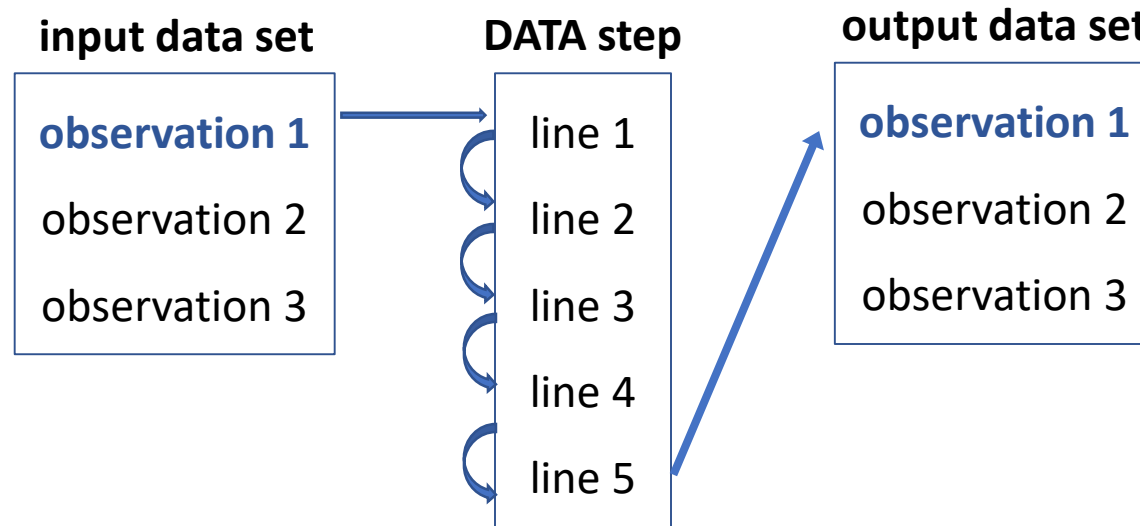 input data set
observation 1
observation 2
observation 3
DATA step
line 1
line 2
line 3
line 4
line 5
output data set
observation 1
observation 2
observation 3